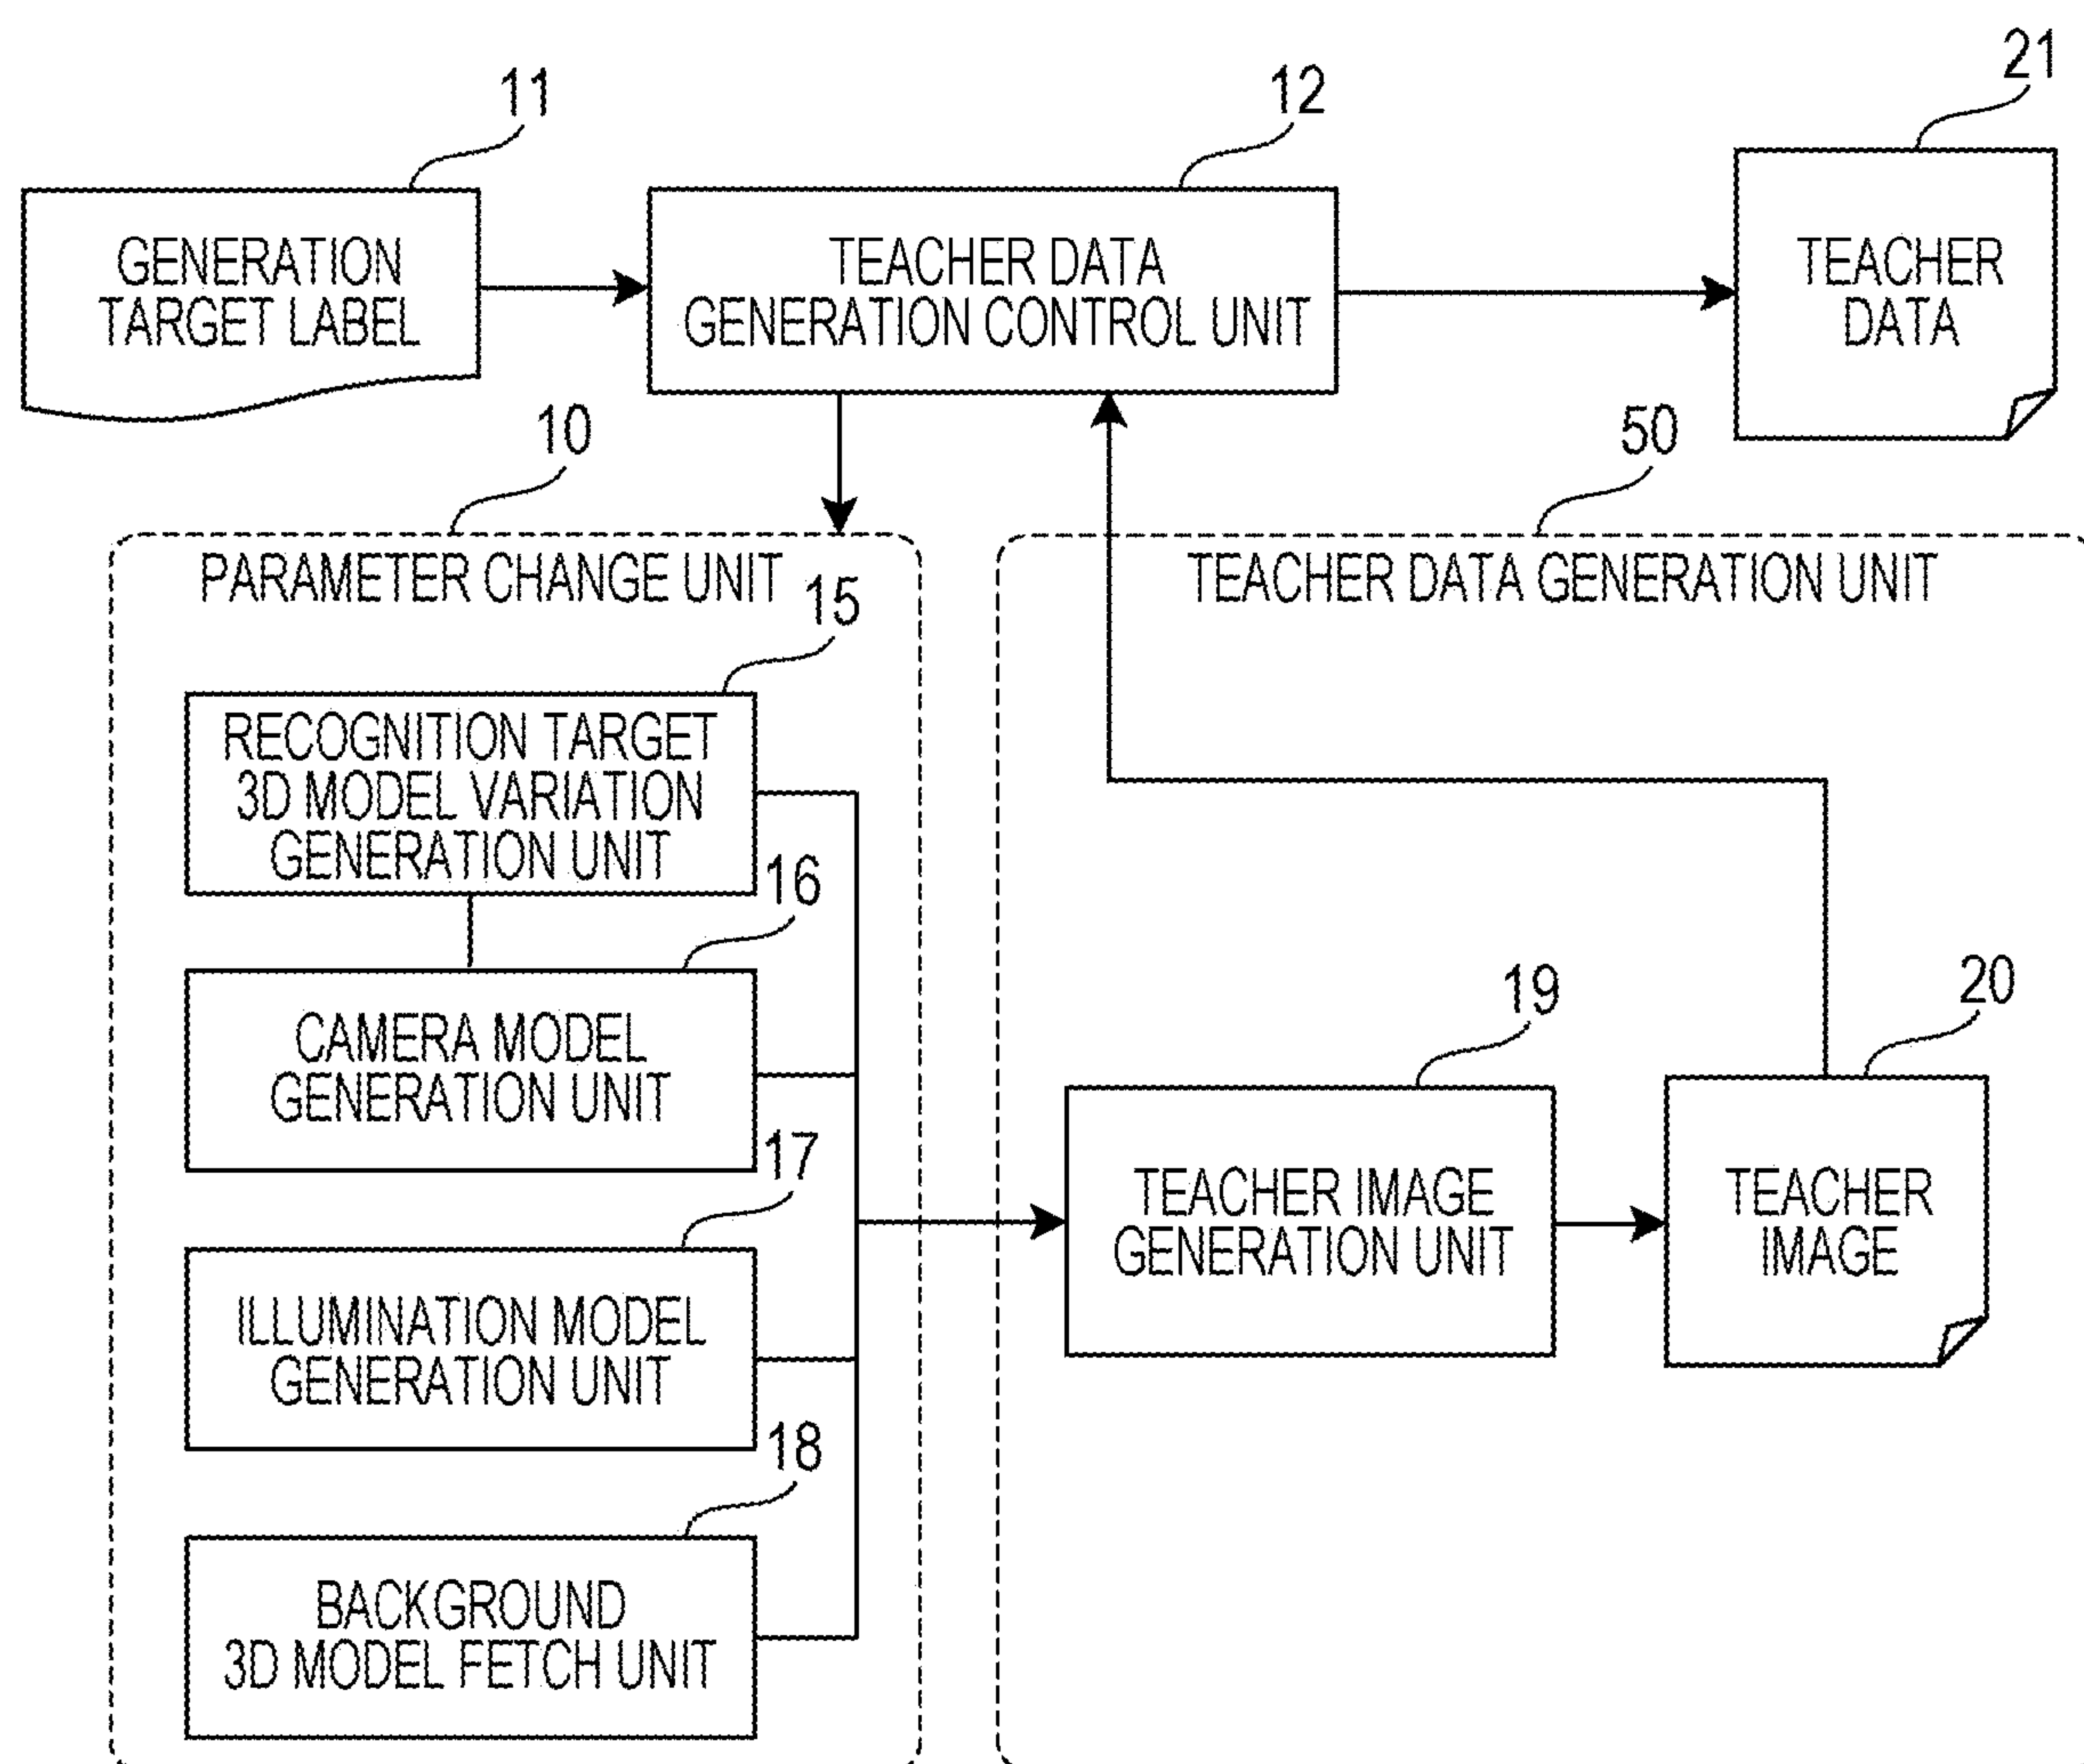 11
12
21
GENERATION
TARGET LABEL
TEACHER DATA
GENERATION CONTROL UNIT
TEACHER
DATA
10
50
PARAMETER CHANGE UNIT
TEACHER DATA GENERATION UNIT
15
RECOGNITION TARGET
3D MODEL VARIATION
GENERATION UNIT
16
CAMERA MODEL
GENERATION UNIT
17
ILLUMINATION MODEL
GENERATION UNIT
18
BACKGROUND
3D MODEL FETCH UNIT
19
TEACHER IMAGE
GENERATION UNIT
20
TEACHER
IMAGE